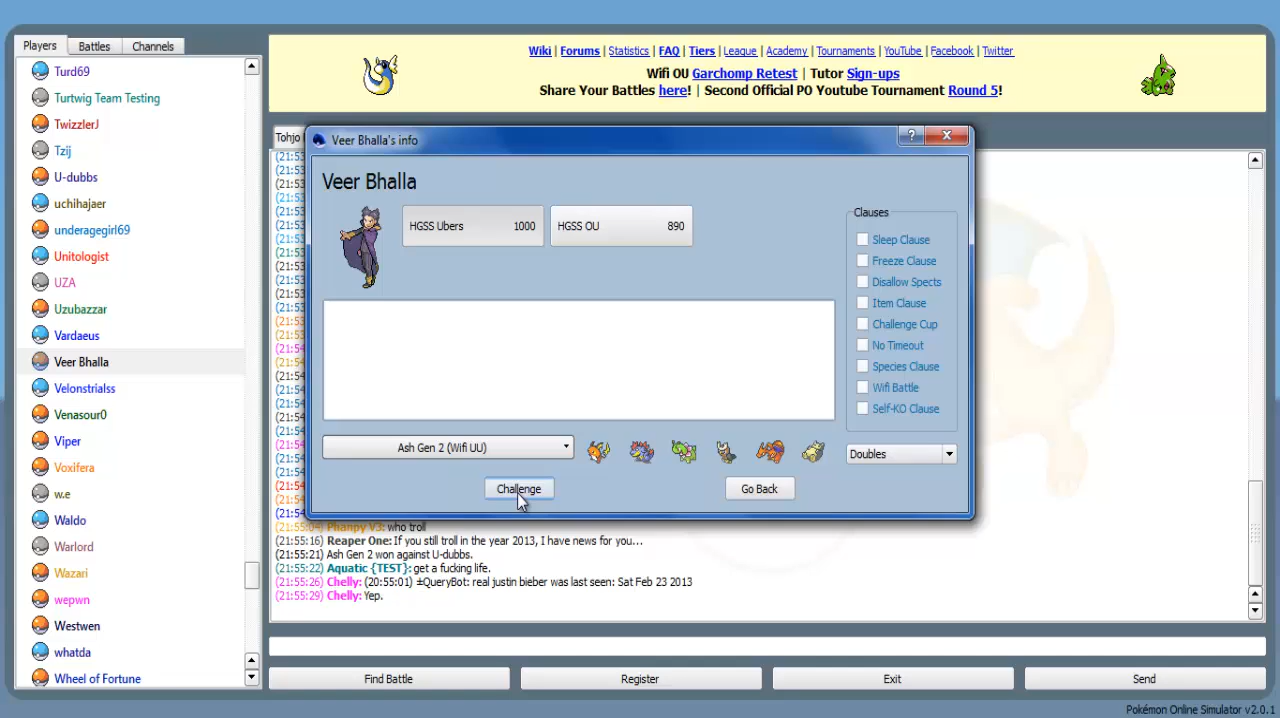 Players Battles Channels
Turd69
Turtwig Team Testing
TwizzlerJ
Tzij
U-dubbs
uchihajaer
underagegirl69
Unitologist
UZA
Uzubazzar
Vardaeus
Veer Bhalla
Velonstrialss
Venasour0
Viper
Voxifera
w.e
Waldo
Warlord
Wazari
wepwn
Westwen
whatda
Wheel of Fortune
Wiki | Forums | Statistics | FAQ | Tiers | League | Academy | Tournaments | YouTube | Facebook | Twitter
Wifi OU Garchomp Retest | Tutor Sign-ups
Share Your Battles here! | Second Official PO Youtube Tournament Round 5!
Tohjo
Veer Bhalla's info
?
X
Veer Bhalla
HGSS Ubers 1000
HGSS OU 890
Clauses
Sleep Clause
Freeze Clause
Disallow Spects
Item Clause
Challenge Cup
No Timeout
Species Clause
Wifi Battle
Self-KO Clause
Ash Gen 2 (Wifi UU)
Doubles
Challenge
Go Back
(21:55:04) Phanpy V3: who troll
(21:55:16) Reaper One: If you still troll in the year 2013, I have news for you...
(21:55:21) Ash Gen 2 won against U-dubbs.
(21:55:22) Aquatic {TEST}: get a fucking life.
(21:55:26) Chelly: (20:55:01) ±QueryBot: real justin bieber was last seen: Sat Feb 23 2013
(21:55:29) Chelly: Yep.
Find Battle
Register
Exit
Send
Pokémon Online Simulator v2.0.1